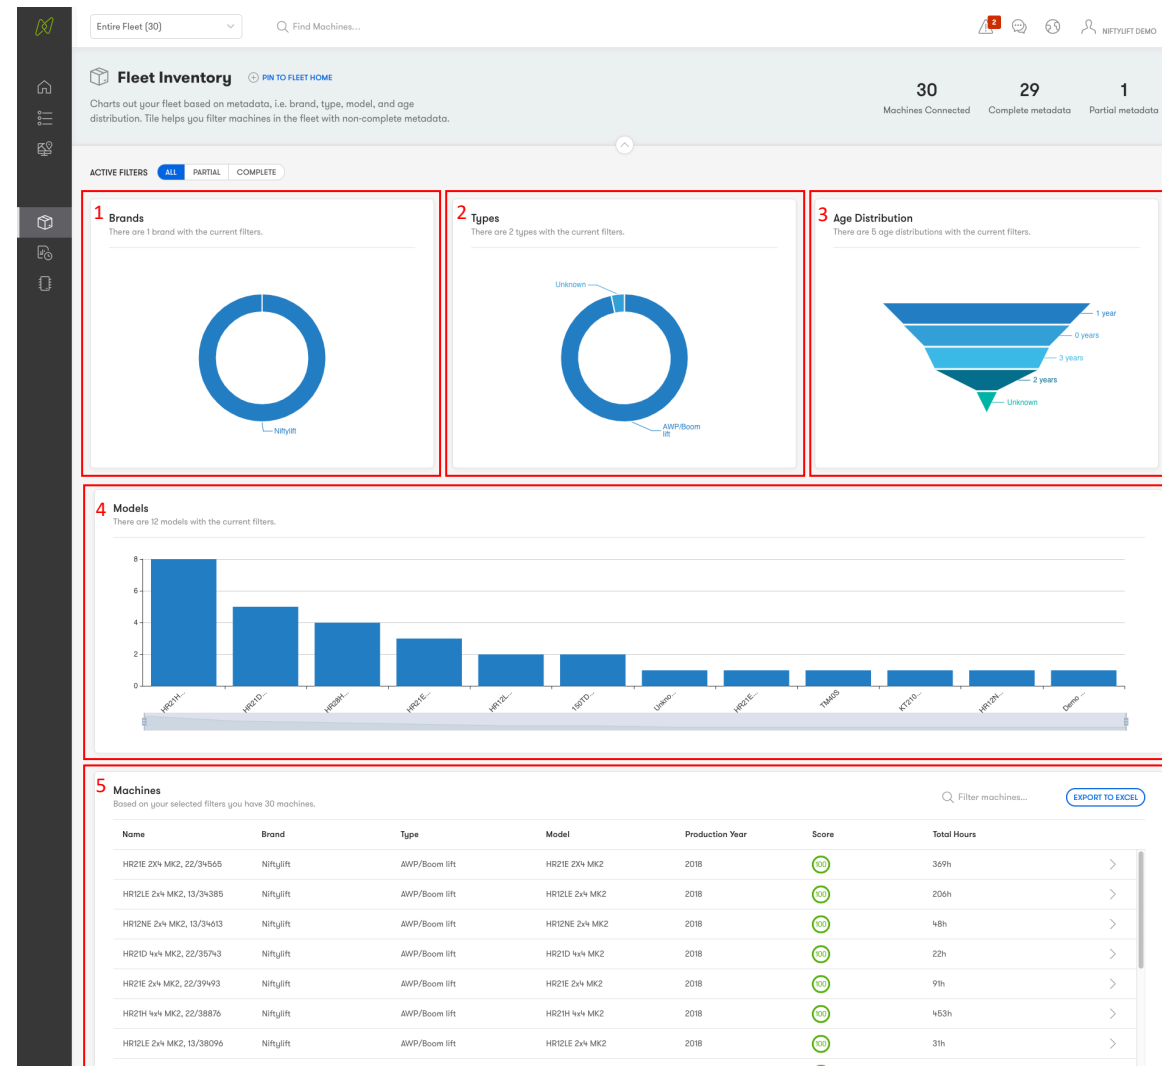 Entire Fleet (30)
Find Machines...
2
NIFTYLIFT DEMO
Fleet Inventory
PIN TO FLEET HOME
Charts out your fleet based on metadata, i.e. brand, type, model, and age
distribution. Tile helps you filter machines in the fleet with non-complete metadata.
30 29 1
Machines Connected Complete metadata Partial metadata
ACTIVE FILTERS ALL PARTIAL COMPLETE
1 Brands
There are 1 brand with the current filters.
Niftylift
2 Types
There are 2 types with the current filters.
Unknown
AWP/Boom
lift
3 Age Distribution
There are 5 age distributions with the current filters.
1 year
0 years
3 years
2 years
Unknown
4 Models
There are 12 models with the current filters.
8
6
4
2
0
HR21H... HR21D... HR28H... HR21E... HR12L... 150TD... Unkno... HR21E... TM40S KT210... HR12N... Demo ...
5 Machines
Based on your selected filters you have 30 machines.
Filter machines...
EXPORT TO EXCEL
Name Brand Type Model Production Year Score Total Hours
HR21E 2X4 MK2, 22/34565 Niftylift AWP/Boom lift HR21E 2X4 MK2 2018 100 369h
HR12LE 2x4 MK2, 13/34385 Niftylift AWP/Boom lift HR12LE 2x4 MK2 2018 100 206h
HR12NE 2x4 MK2, 13/34613 Niftylift AWP/Boom lift HR12NE 2x4 MK2 2018 100 48h
HR21D 4x4 MK2, 22/35743 Niftylift AWP/Boom lift HR21D 4x4 MK2 2018 100 22h
HR21E 2x4 MK2, 22/39493 Niftylift AWP/Boom lift HR21E 2x4 MK2 2018 100 91h
HR21H 4x4 MK2, 22/38876 Niftylift AWP/Boom lift HR21H 4x4 MK2 2018 100 453h
HR12LE 2x4 MK2, 13/38096 Niftylift AWP/Boom lift HR12LE 2x4 MK2 2018 100 31h